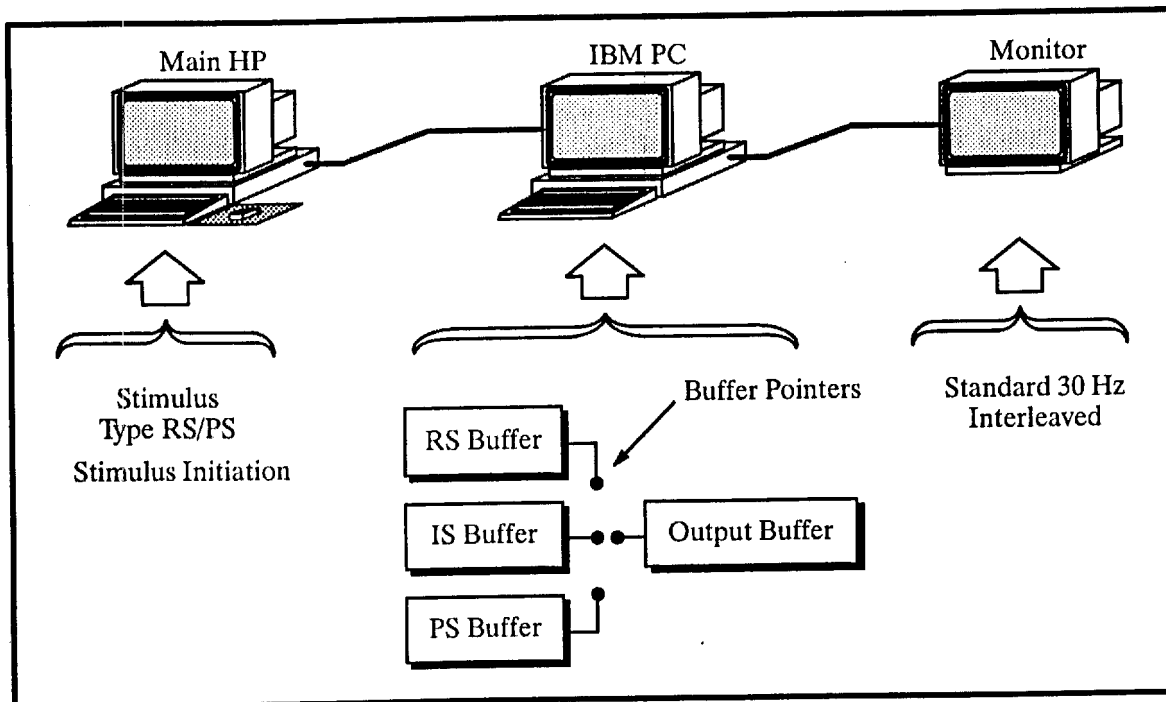 Main HP
IBM PC
Monitor
Stimulus
Type RS/PS
Stimulus Initiation
Buffer Pointers
RS Buffer
IS Buffer
PS Buffer
Output Buffer
Standard 30 Hz
Interleaved